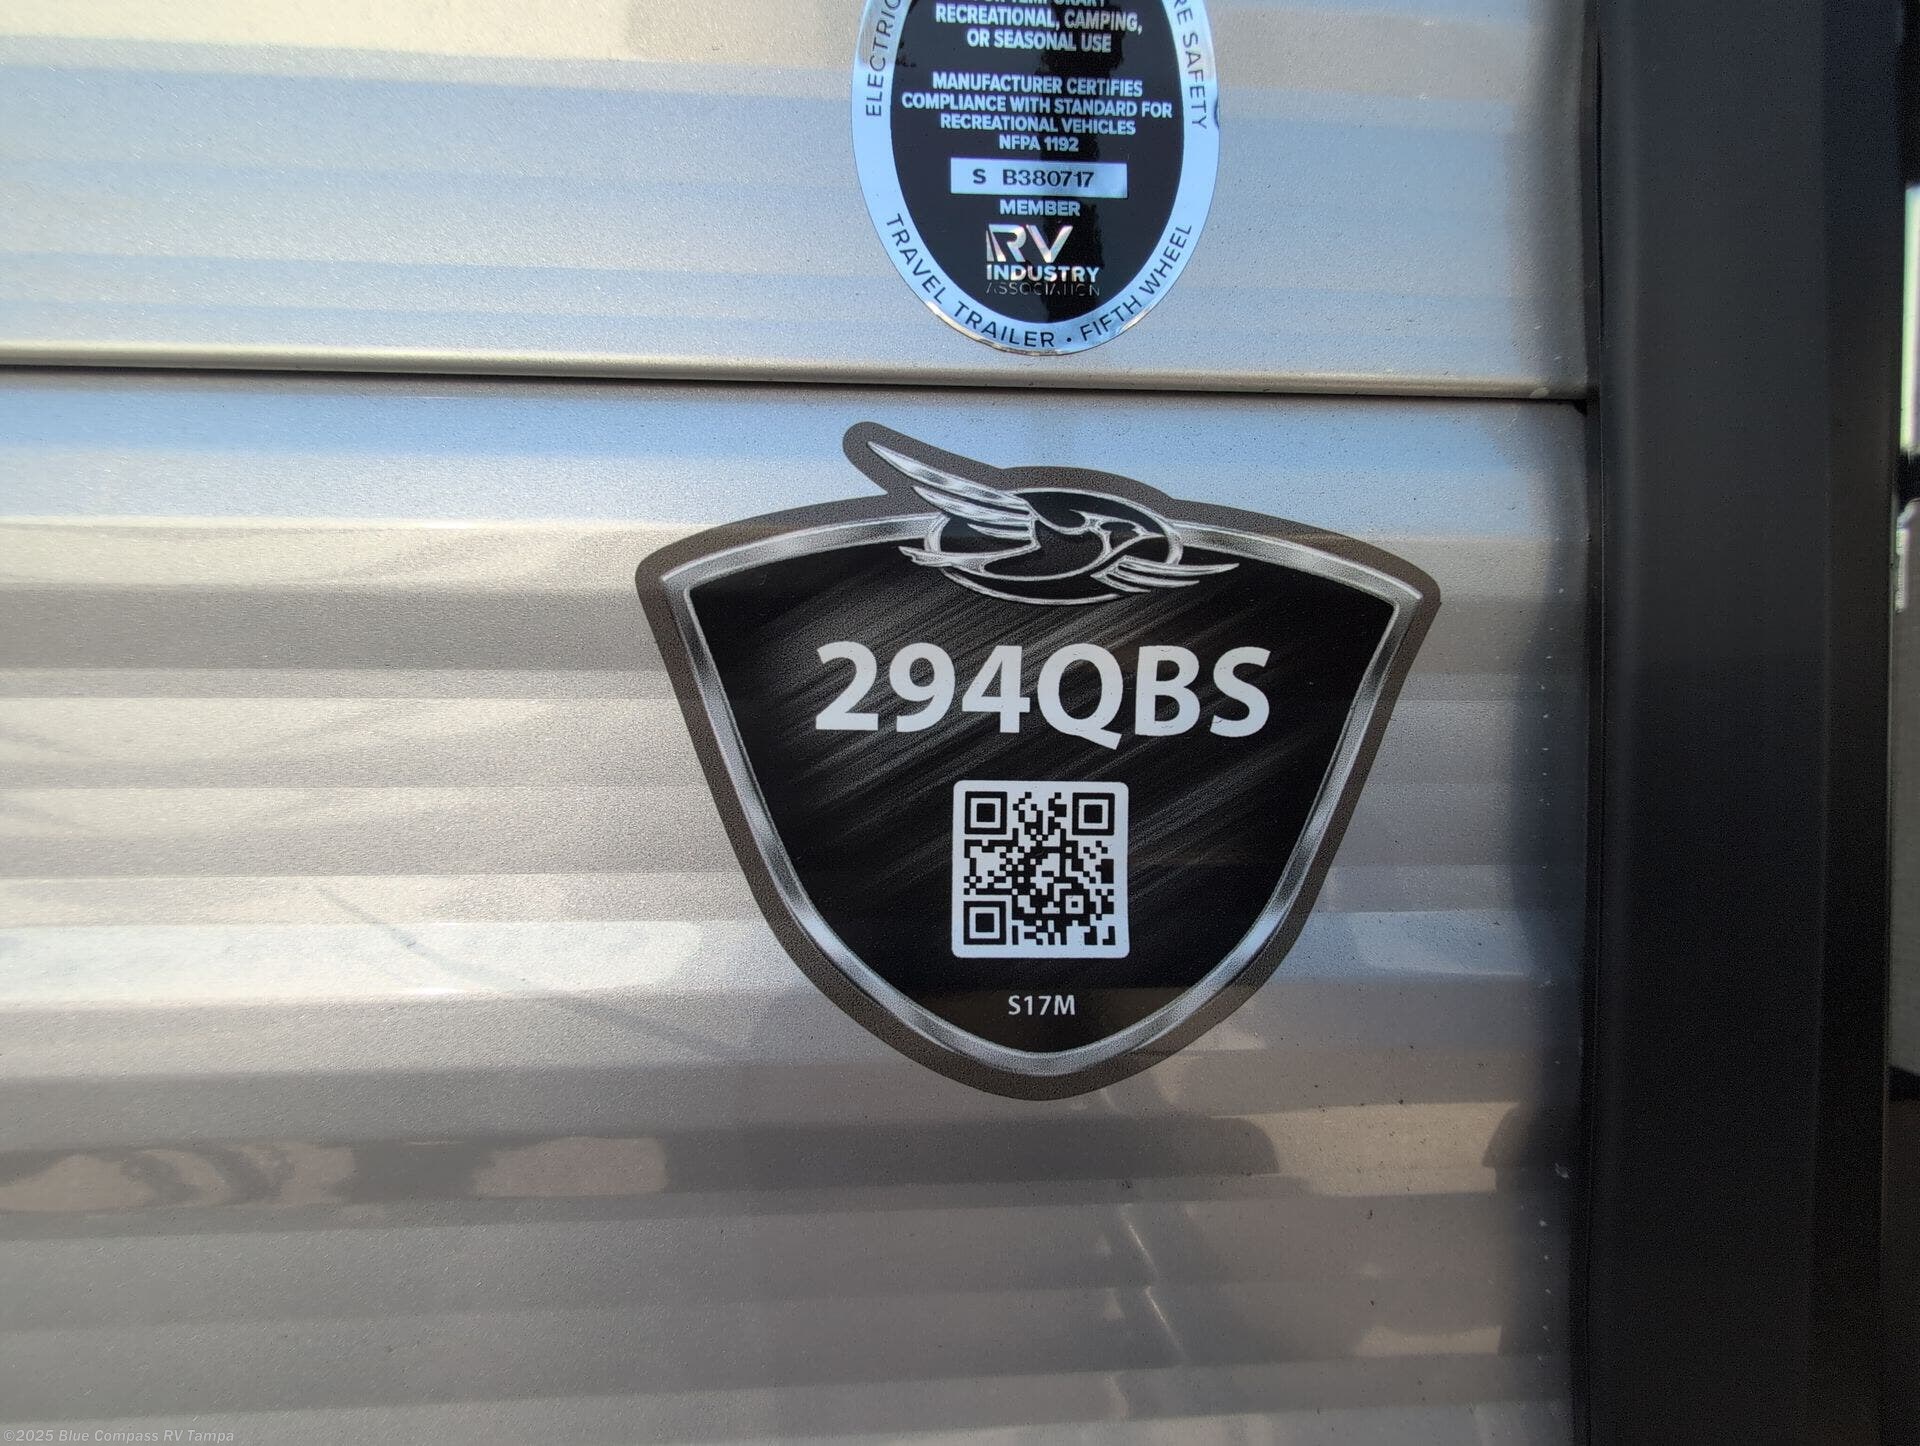 RECREATIONAL, CAMPING,
OR SEASONAL USE
MANUFACTURER CERTIFIES
COMPLIANCE WITH STANDARD FOR
RECREATIONAL VEHICLES
NFPA 1192
S B380717
MEMBER
RV
INDUSTRY
ASSOCIATION
TRAVEL TRAILER • FIFTH WHEEL
SAFETY
294QBS
S17M
©2025 Blue Compass RV Tampa